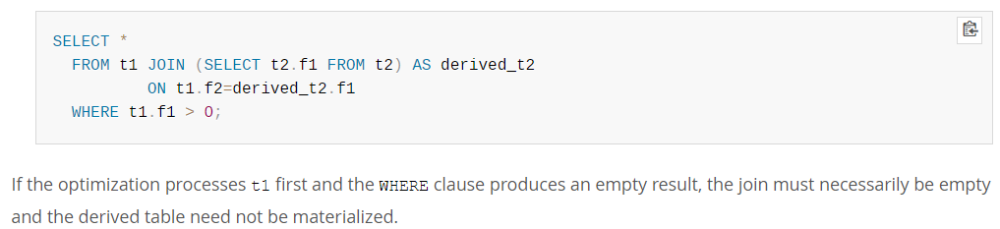 SELECT *
  FROM t1 JOIN (SELECT t2.f1 FROM t2) AS derived_t2
          ON t1.f2=derived_t2.f1
  WHERE t1.f1 > 0;
If the optimization processes t1 first and the WHERE clause produces an empty result, the join must necessarily be empty
and the derived table need not be materialized.